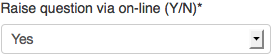 Raise question via on-line (Y/N)*
Yes